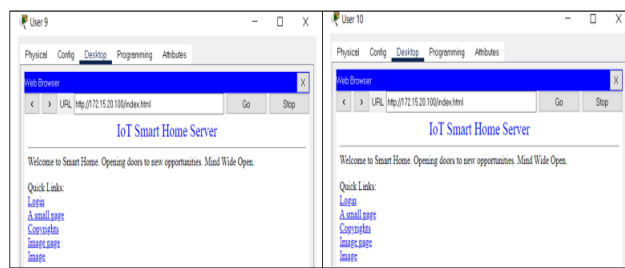 User 9
Physical Config Desktop Programming Attributes
Web Browser X
< > URL http://172.15.20.100/index.html Go Stop
IoT Smart Home Server
Welcome to Smart Home. Opening doors to new opportunities. Mind Wide Open.
Quick Links:
Login
A small page
Copyrights
Image page
Image
User 10
Physical Config Desktop Programming Attributes
Web Browser X
< > URL http://172.15.20.100/index.html Go Stop
IoT Smart Home Server
Welcome to Smart Home. Opening doors to new opportunities. Mind Wide Open.
Quick Links:
Login
A small page
Copyrights
Image page
Image